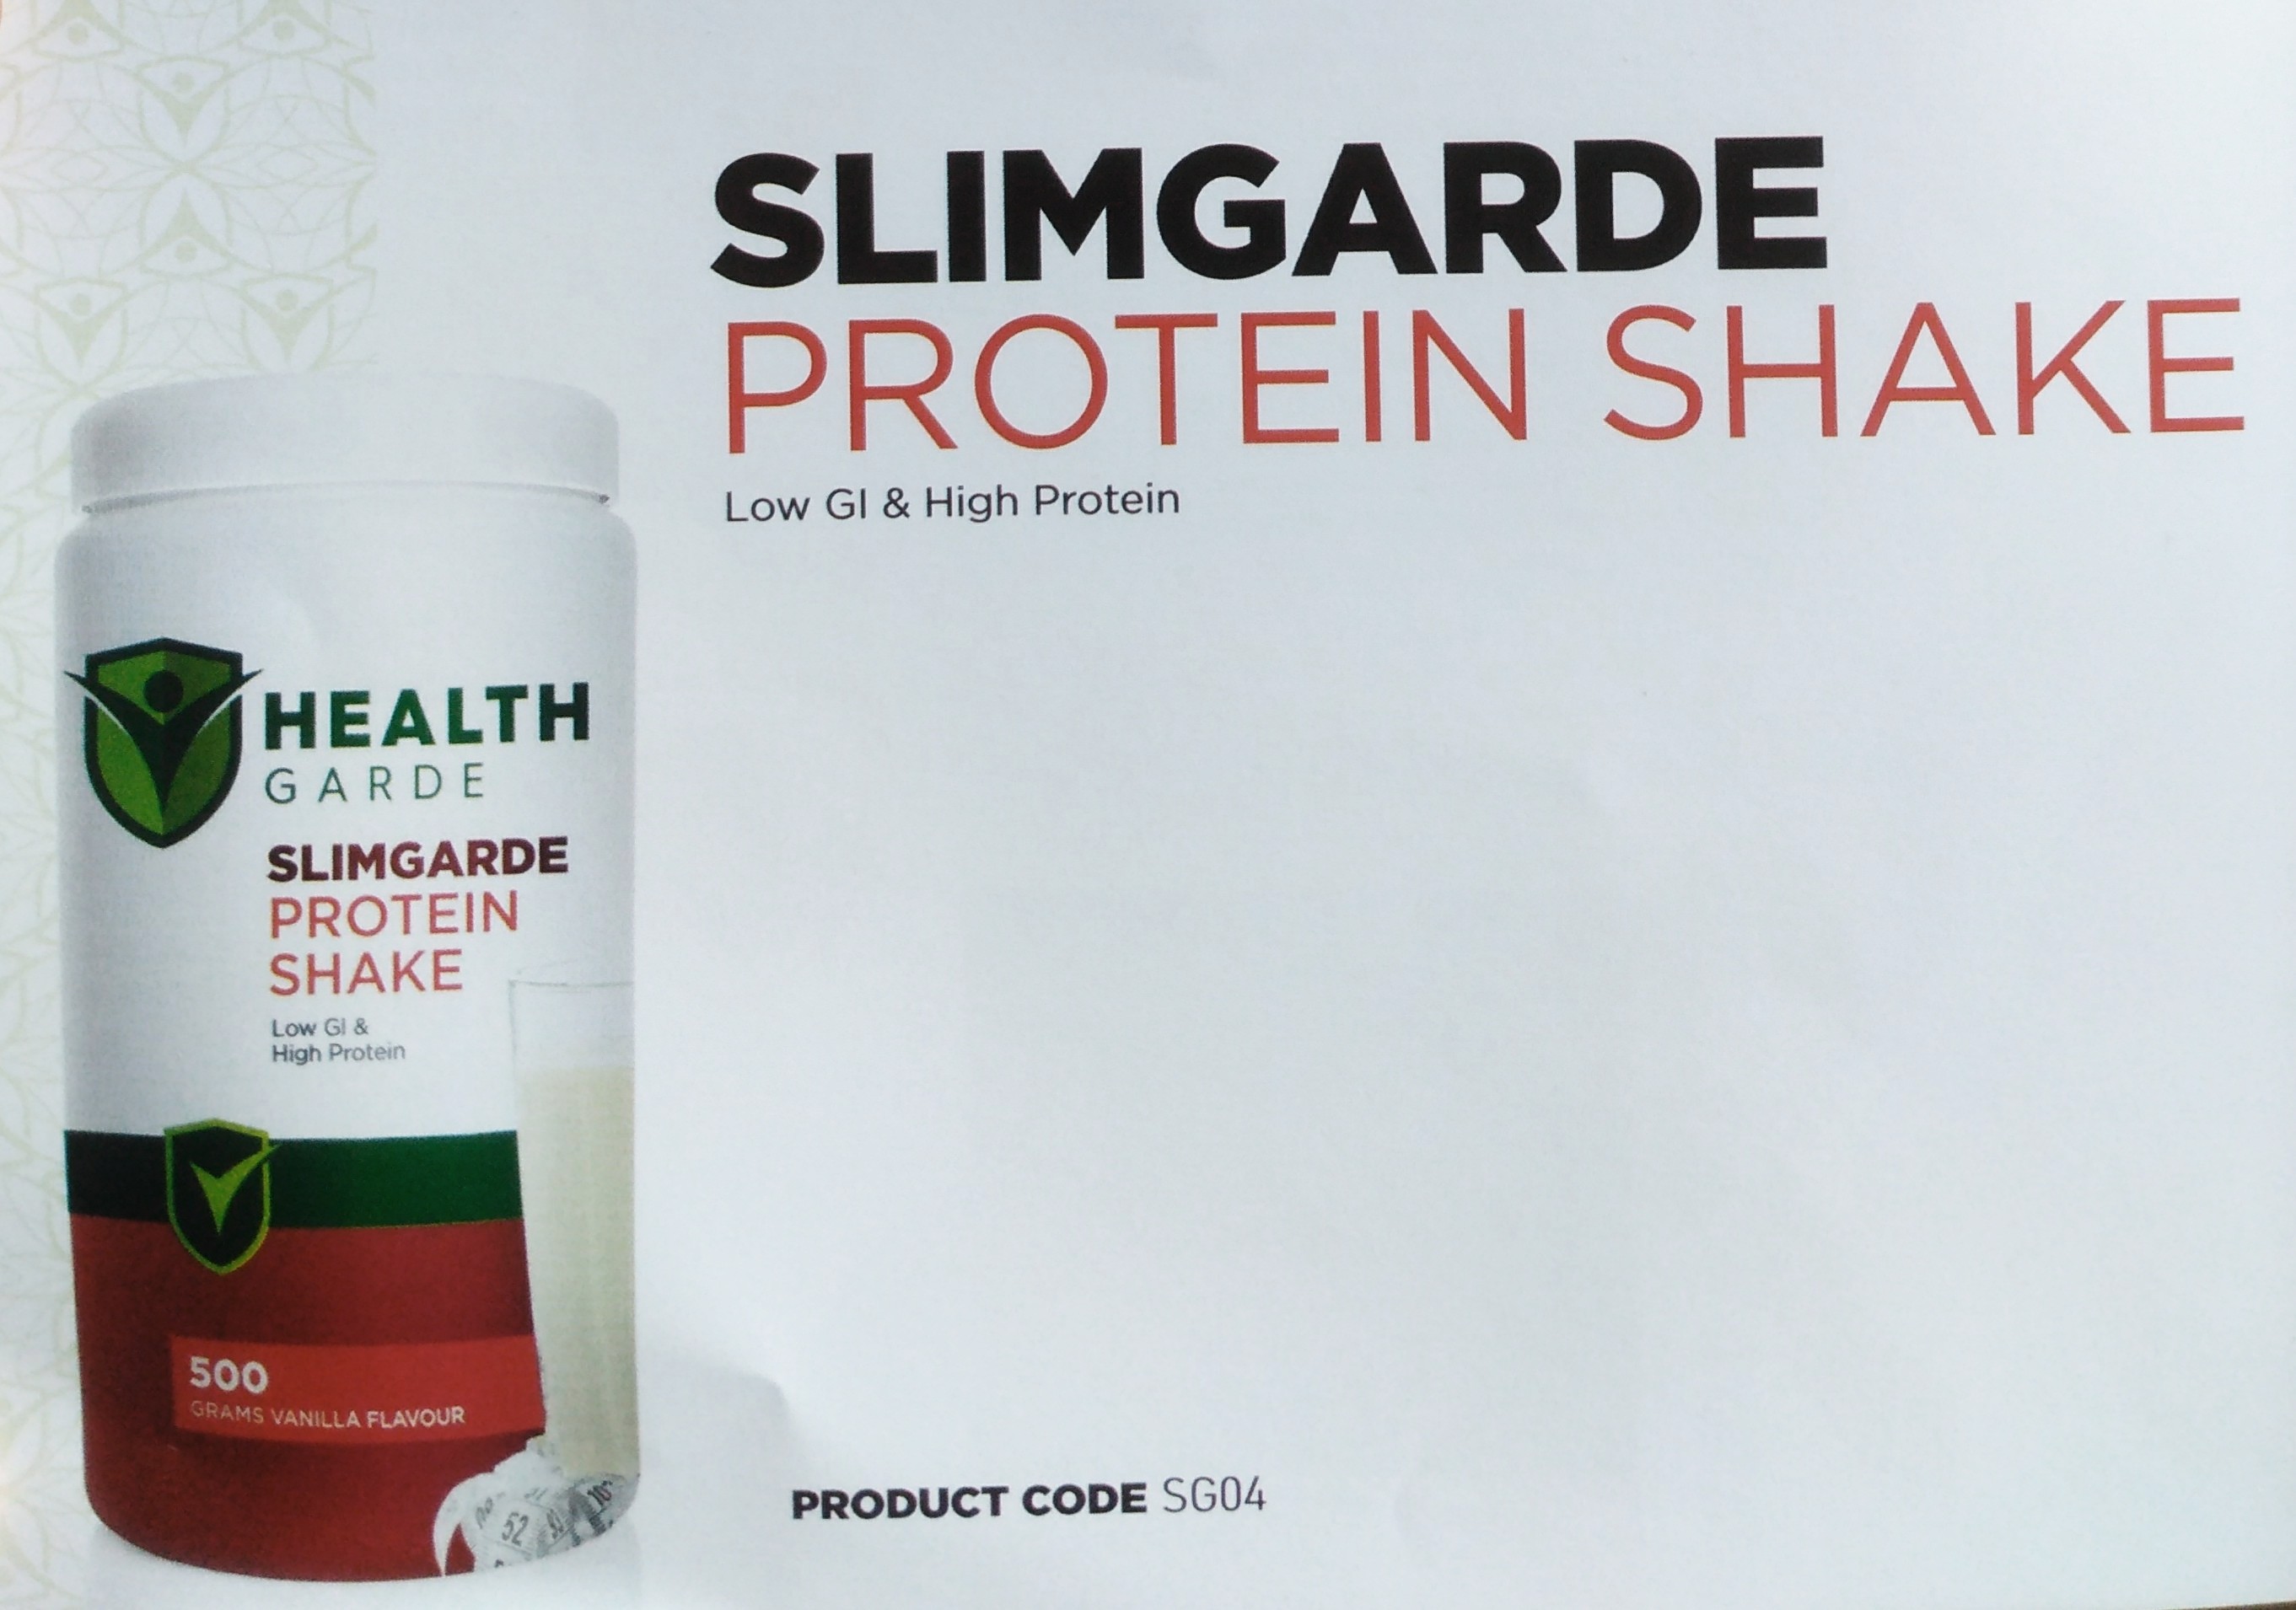 SLIMGARDE
PROTEIN SHAKE
Low GI & High Protein
HEALTH
GARDE
SLIMGARDE
PROTEIN
SHAKE
Low GI &
High Protein
500
GRAMS VANILLA FLAVOUR
52
PRODUCT CODE SG04